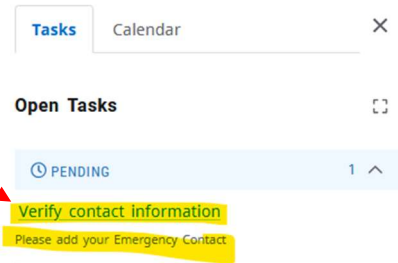 Tasks Calendar
Open Tasks
PENDING 1
Verify contact information
Please add your Emergency Contact